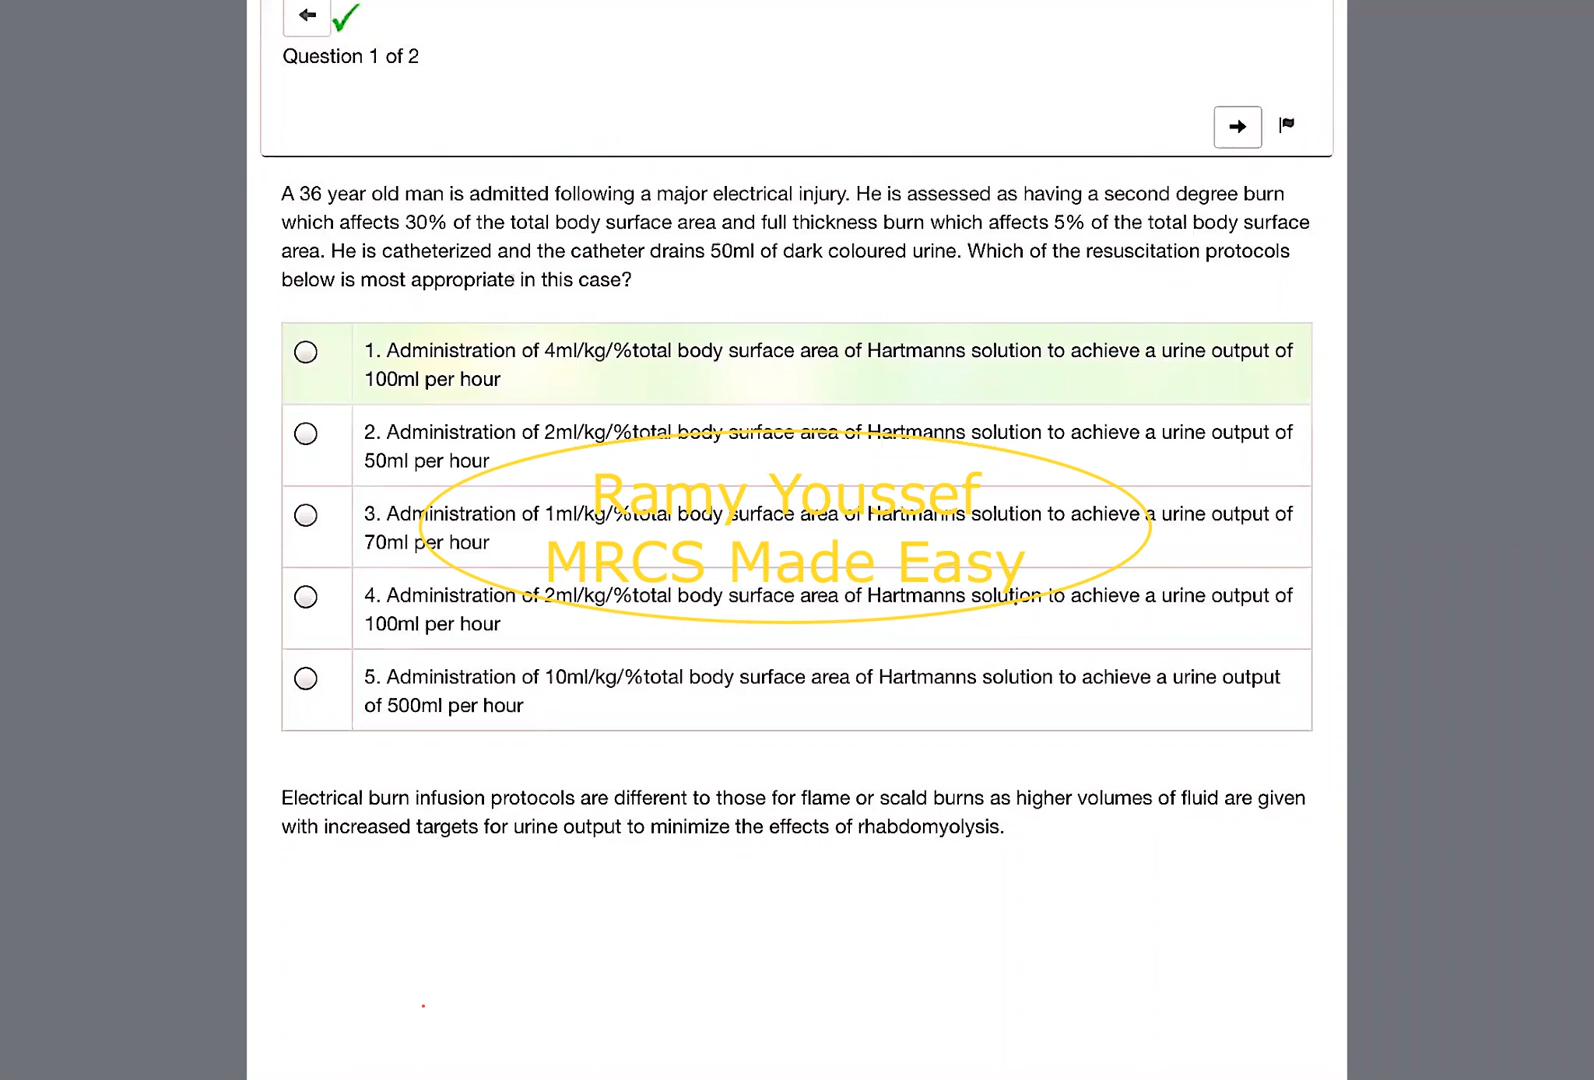 Question 1 of 2
A 36 year old man is admitted following a major electrical injury. He is assessed as having a second degree burn
which affects 30% of the total body surface area and full thickness burn which affects 5% of the total body surface
area. He is catheterized and the catheter drains 50ml of dark coloured urine. Which of the resuscitation protocols
below is most appropriate in this case?
1. Administration of 4ml/kg/%total body surface area of Hartmanns solution to achieve a urine output of
100ml per hour
2. Administration of 2ml/kg/%total body surface area of Hartmanns solution to achieve a urine output of
50ml per hour
3. Administration of 1ml/kg/%total body surface area of Hartmanns solution to achieve a urine output of
70ml per hour
4. Administration of 2ml/kg/%total body surface area of Hartmanns solution to achieve a urine output of
100ml per hour
5. Administration of 10ml/kg/%total body surface area of Hartmanns solution to achieve a urine output
of 500ml per hour
Ramy Youssef
MRCS Made Easy
Electrical burn infusion protocols are different to those for flame or scald burns as higher volumes of fluid are given
with increased targets for urine output to minimize the effects of rhabdomyolysis.